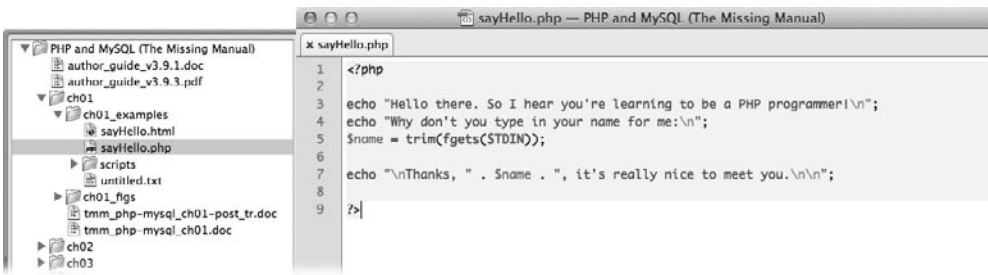 PHP and MySQL (The Missing Manual)
author_guide_v3.9.1.doc
author_guide_v3.9.3.pdf
ch01
ch01_examples
sayHello.html
sayHello.php
scripts
untitled.txt
ch01_figs
tmm_php-mysql_ch01-post_tr.doc
tmm_php-mysql_ch01.doc
ch02
ch03
sayHello.php — PHP and MySQL (The Missing Manual)
x sayHello.php
1 <?php
2
3 echo "Hello there. So I hear you're learning to be a PHP programmer!\n";
4 echo "Why don't you type in your name for me:\n";
5 $name = trim(fgets(STDIN));
6
7 echo "\nThanks, " . $name . ", it's really nice to meet you.\n\n";
8
9 ?>